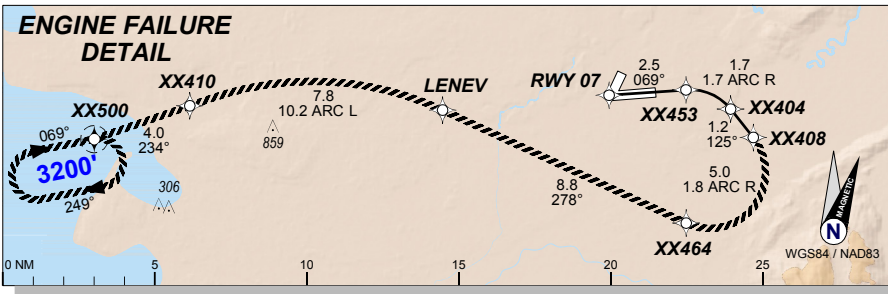 ENGINE FAILURE
DETAIL
XX410
7.8
10.2 ARC L
LENEV
RWY 07
2.5
069°
1.7
1.7 ARC R
XX453
XX404
XX500
069°
4.0
234°
859
1.2
125°
XX408
3200'
306
249°
8.8
278°
5.0
1.8 ARC R
XX464
MAGNETIC
N
WGS84 / NAD83
0 NM
5
10
15
20
25